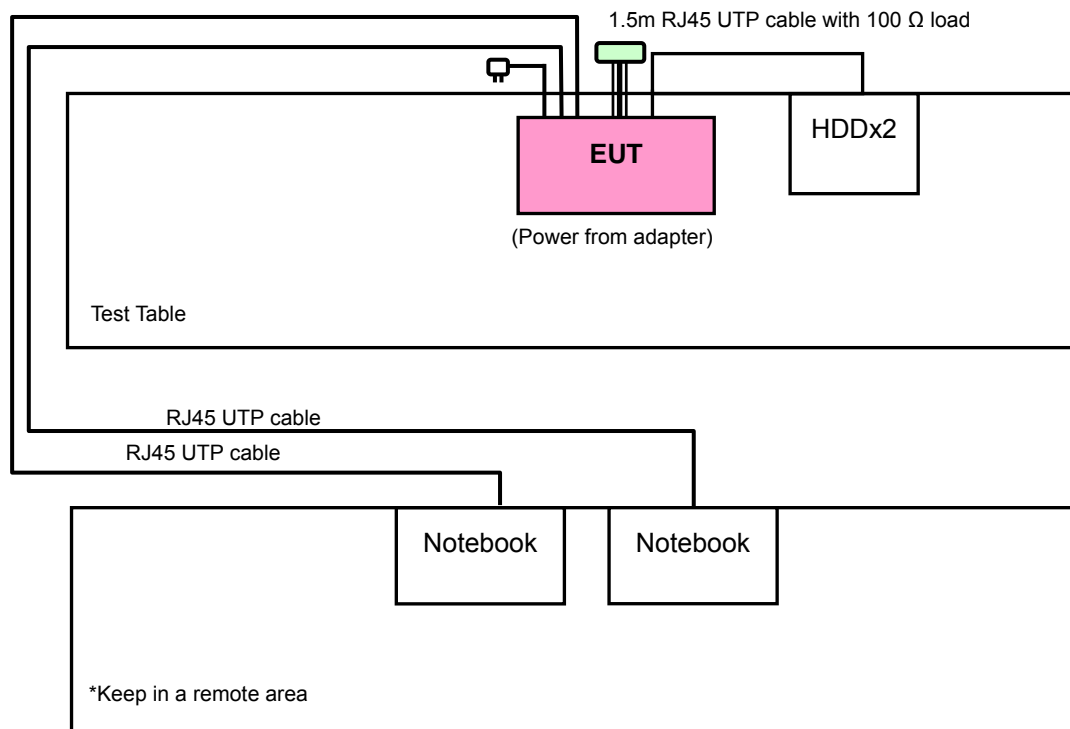 1.5m RJ45 UTP cable with 100 Ω load
HDDx2
EUT
(Power from adapter)
Test Table
RJ45 UTP cable
RJ45 UTP cable
Notebook
Notebook
*Keep in a remote area